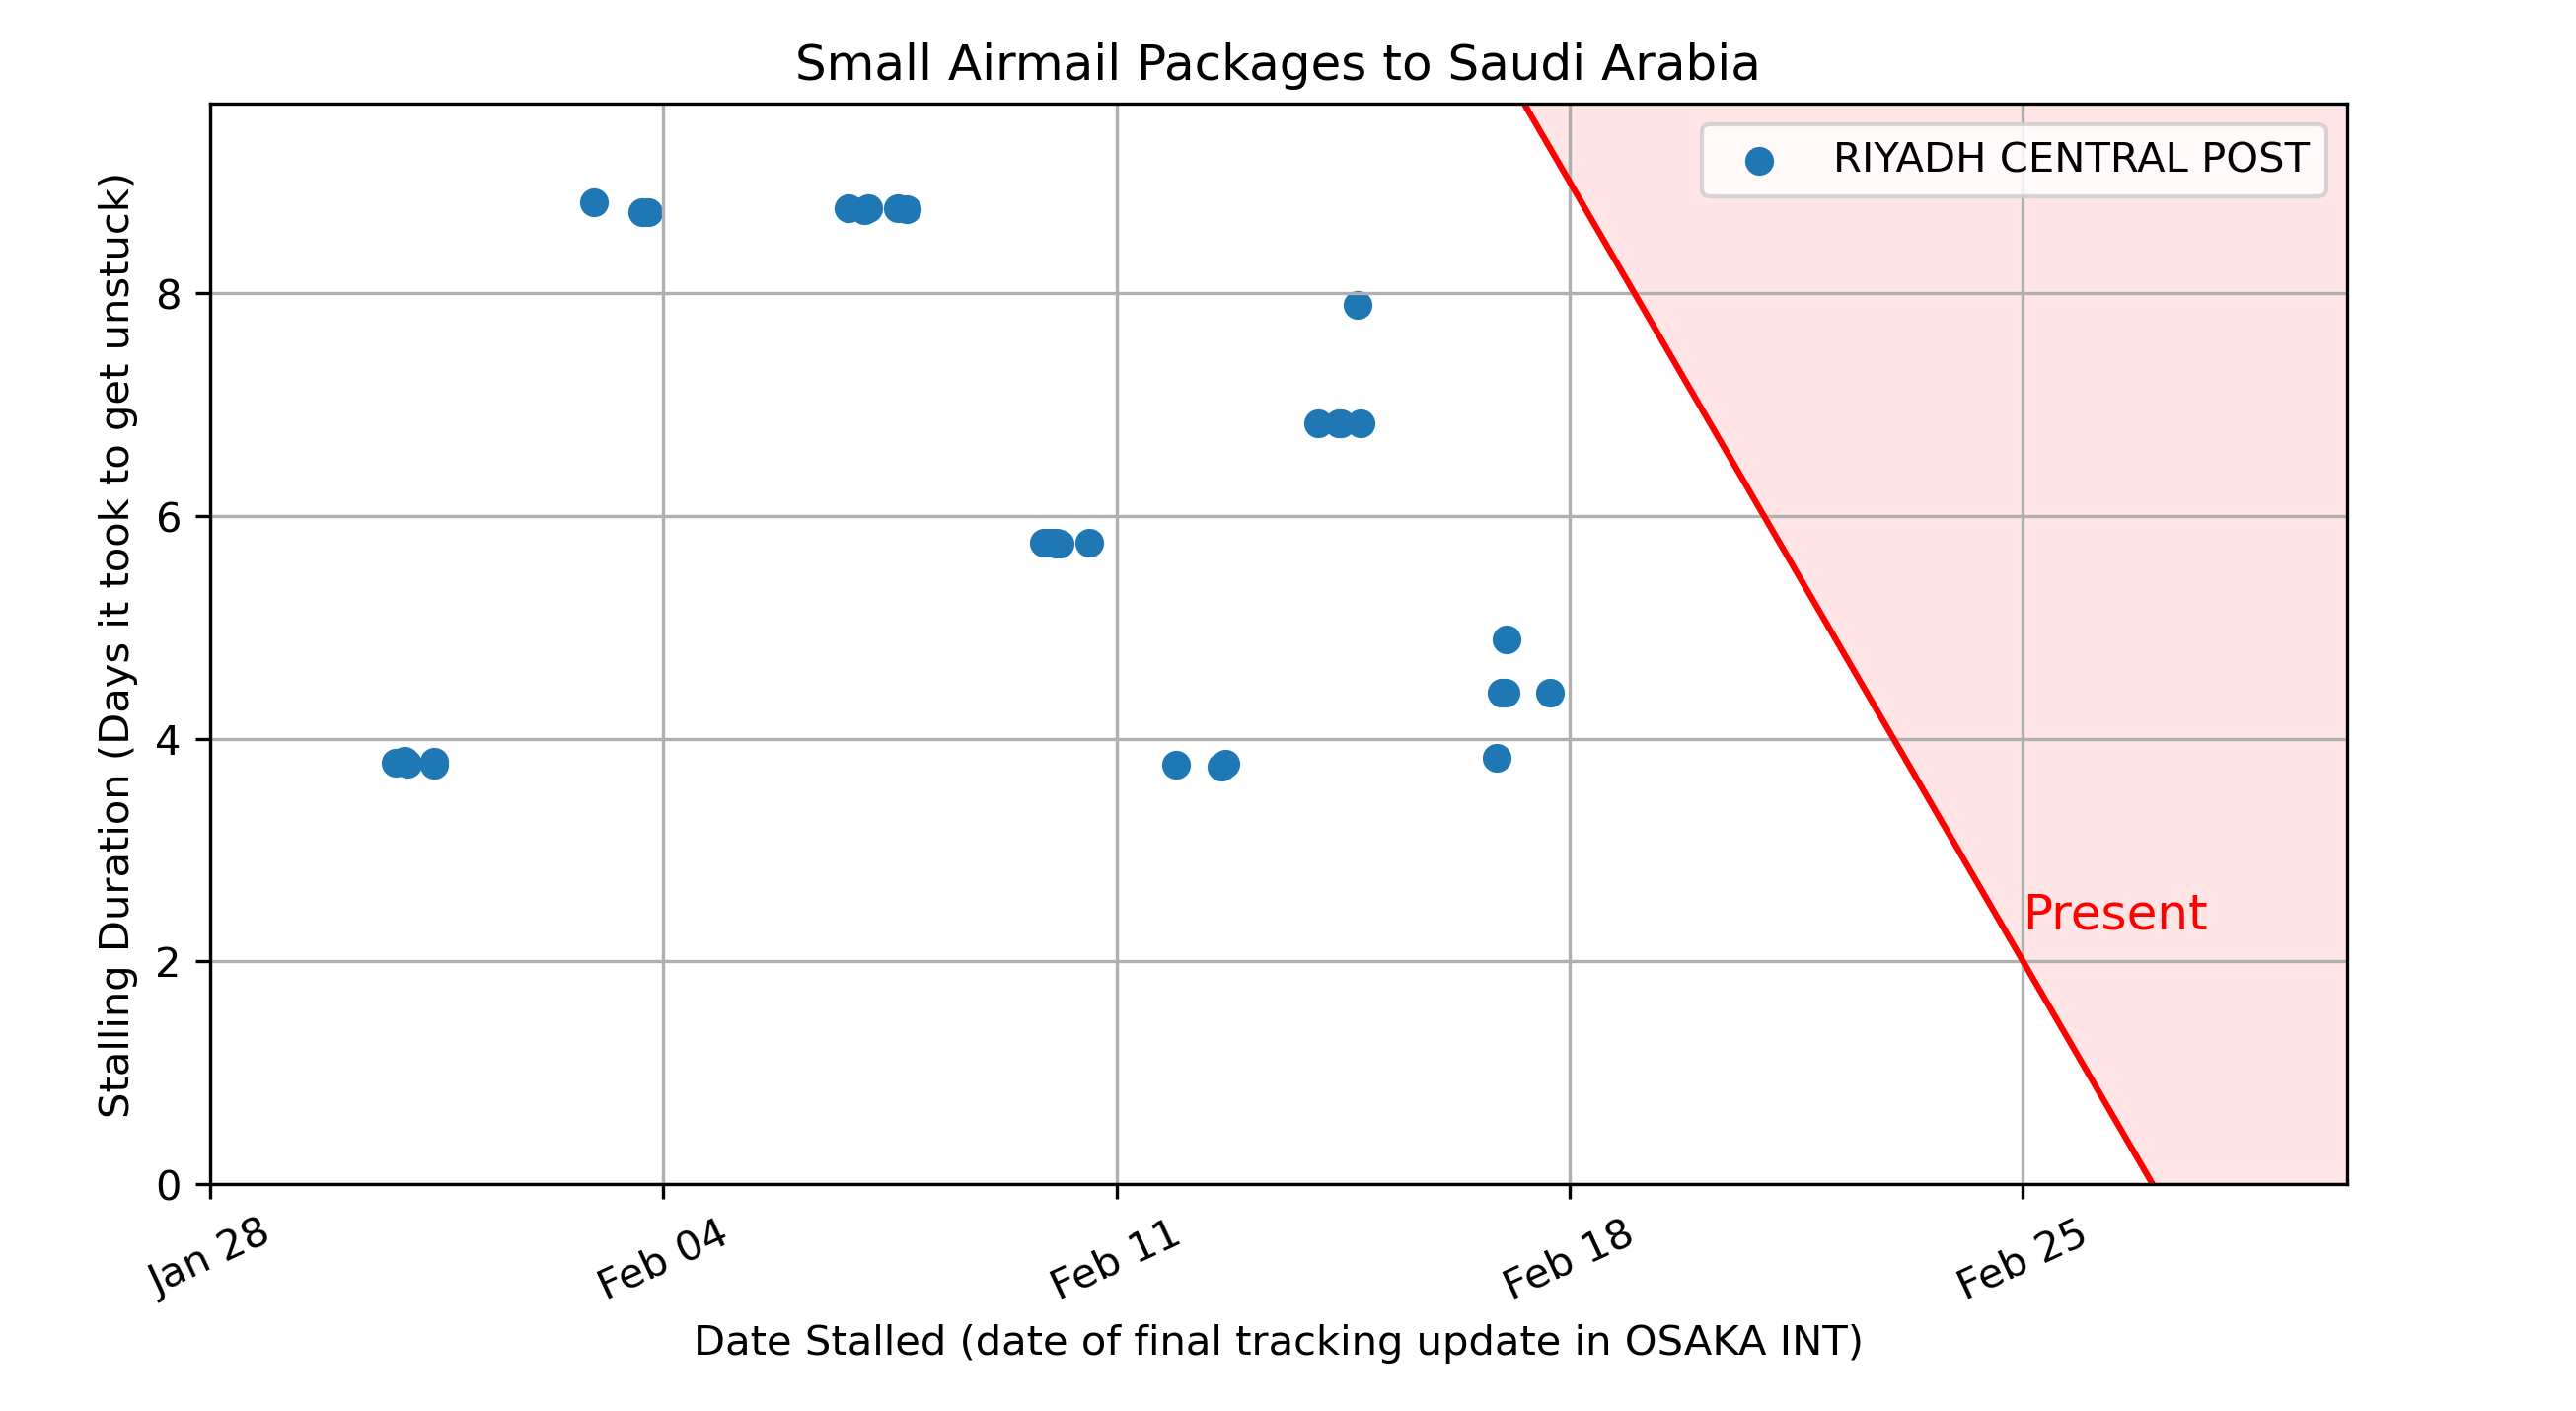 Small Airmail Packages to Saudi Arabia
RIYADH CENTRAL POST
Stalling Duration (Days it took to get unstuck)
8
6
4
2
0
Present
Jan 28
Feb 04
Feb 11
Feb 18
Feb 25
Date Stalled (date of final tracking update in OSAKA INT)